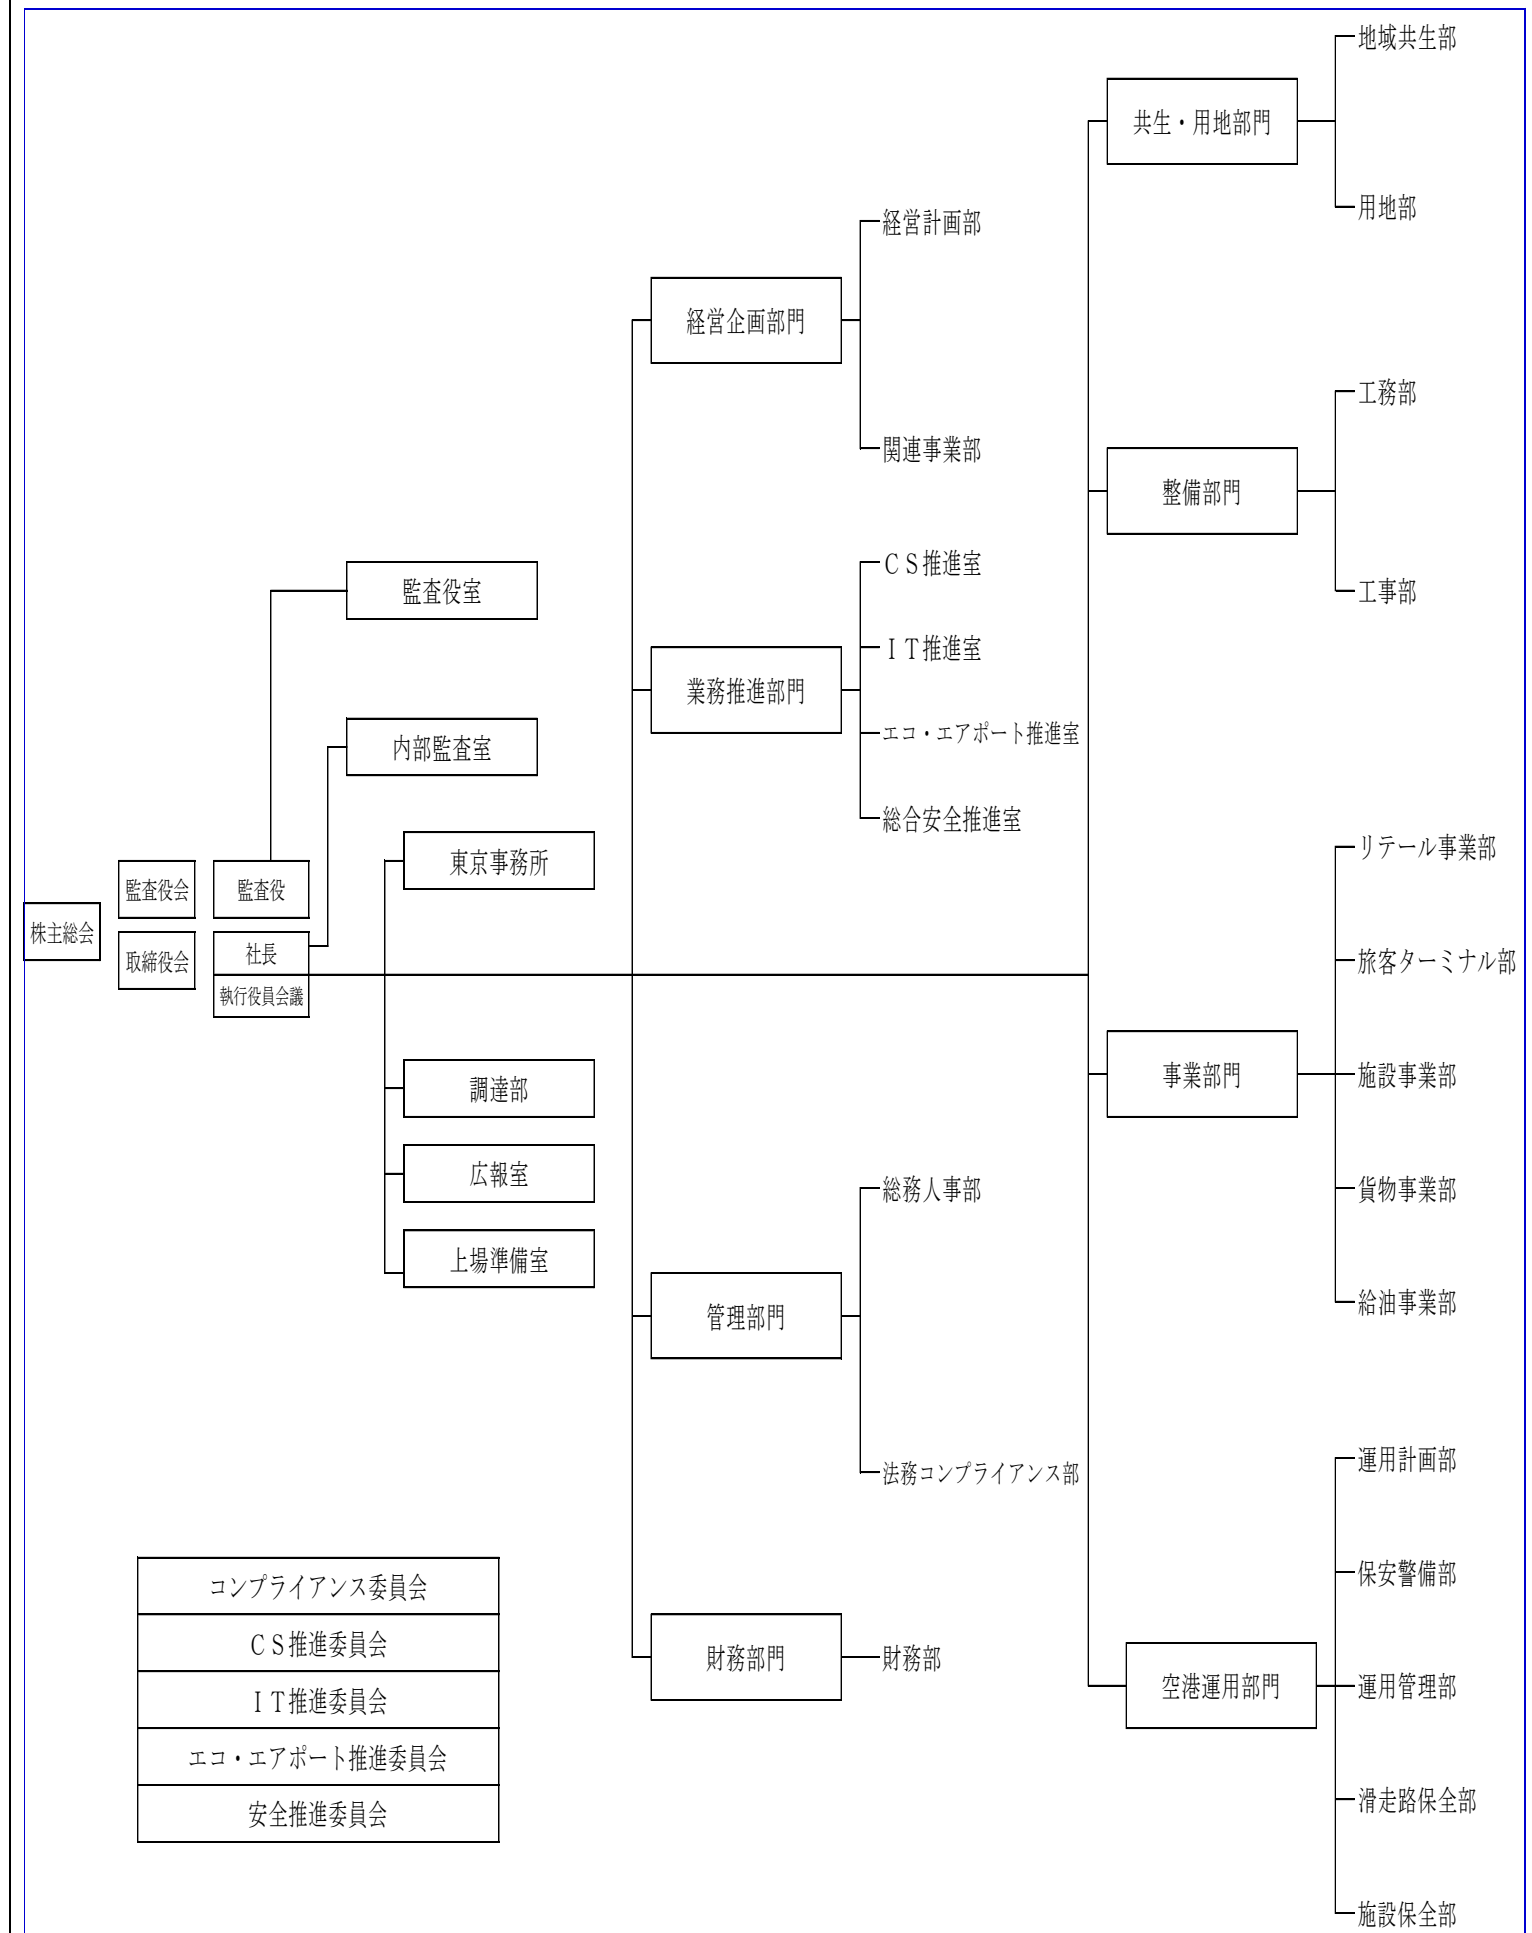 株主総会
監査役会
取締役会
監査役
社長
執行役員会議
監査役室
内部監査室
東京事務所
調達部
広報室
上場準備室
経営企画部門
経営計画部
関連事業部
業務推進部門
ＣＳ推進室
ＩＴ推進室
エコ・エアポート推進室
総合安全推進室
管理部門
総務人事部
法務コンプライアンス部
財務部門
財務部
共生・用地部門
地域共生部
用地部
整備部門
工務部
工事部
事業部門
リテール事業部
旅客ターミナル部
施設事業部
貨物事業部
給油事業部
空港運用部門
運用計画部
保安警備部
運用管理部
滑走路保全部
施設保全部
コンプライアンス委員会
ＣＳ推進委員会
ＩＴ推進委員会
エコ・エアポート推進委員会
安全推進委員会